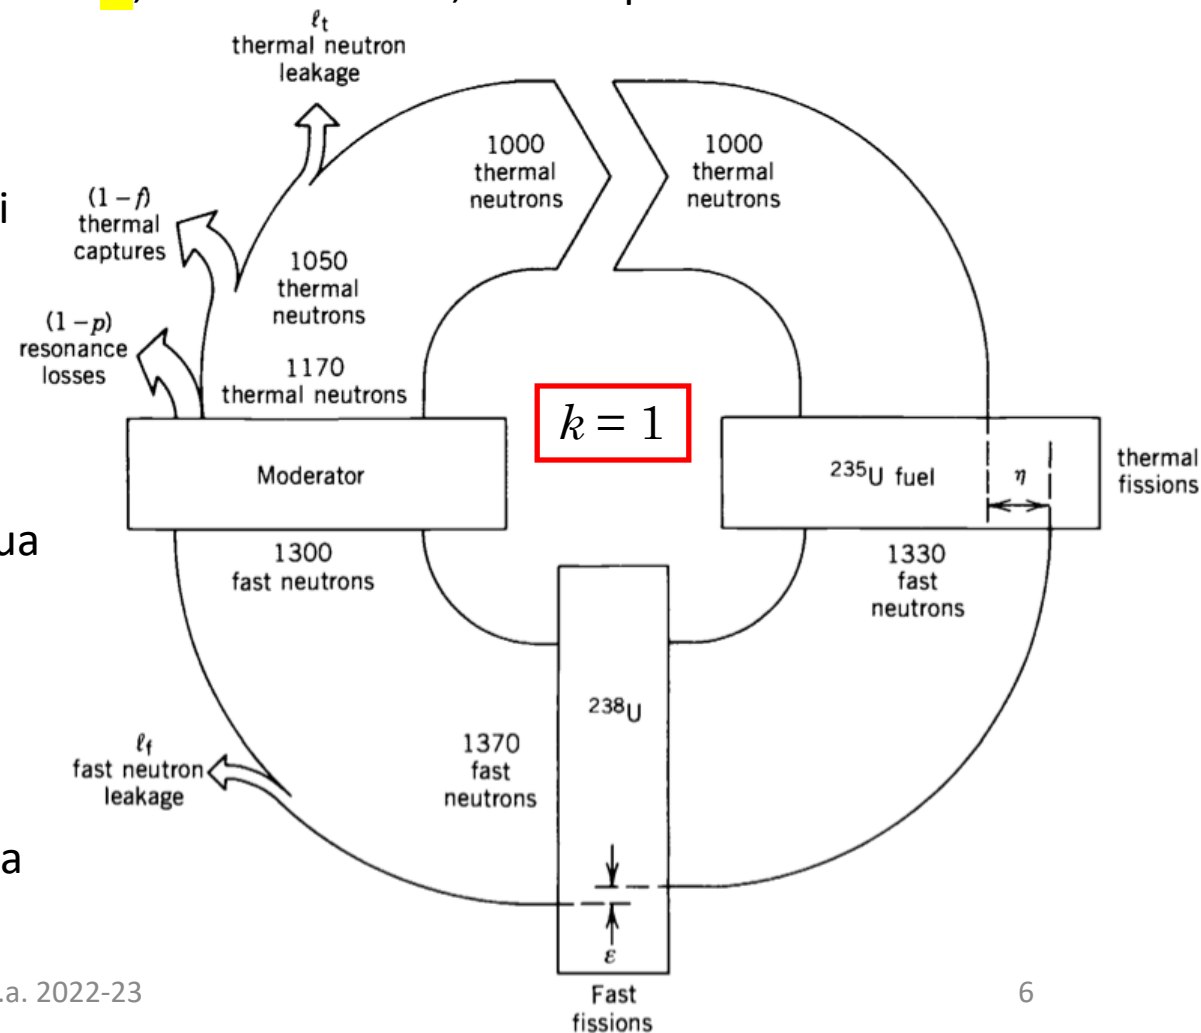 ℓt
thermal neutron
leakage
1000
thermal
neutrons
1000
thermal
neutrons
i
(1 – f)
thermal
captures
1050
thermal
neutrons
(1 – p)
resonance
losses
1170
thermal neutrons
k = 1
Moderator
²³⁵U fuel
η
thermal
fissions
ua
1300
fast neutrons
1330
fast
neutrons
²³⁸U
ℓf
fast neutron
leakage
1370
fast
neutrons
a
ε
.a. 2022-23
6
Fast
fissions